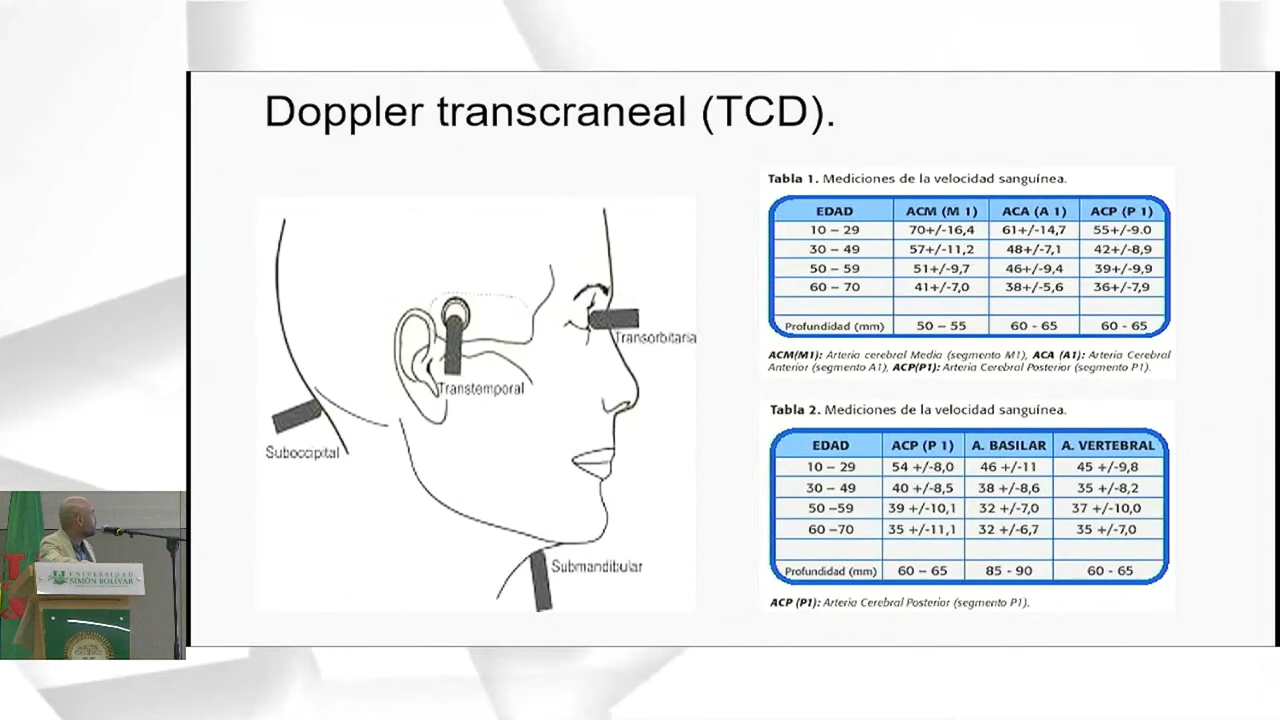 Doppler transcraneal (TCD).
Transorbitaria
Transtemporal
Suboccipital
Submandibular
Tabla 1. Mediciones de la velocidad sanguínea.
EDAD ACM (M 1) ACA (A 1) ACP (P 1)
10 – 29 70+/-16,4 61+/-14,7 55+/-9.0
30 – 49 57+/-11,2 48+/-7,1 42+/-8,9
50 – 59 51+/-9,7 46+/-9,4 39+/-9,9
60 – 70 41+/-7,0 38+/-5,6 36+/-7,9
Profundidad (mm) 50 – 55 60 - 65 60 - 65
ACM(M1): Arteria cerebral Media (segmento M1), ACA (A1): Arteria Cerebral
Anterior (segmento A1), ACP(P1): Arteria Cerebral Posterior (segmento P1).
Tabla 2. Mediciones de la velocidad sanguínea.
EDAD ACP (P 1) A. BASILAR A. VERTEBRAL
10 – 29 54 +/-8,0 46 +/-11 45 +/-9,8
30 – 49 40 +/-8,5 38 +/-8,6 35 +/-8,2
50 –59 39 +/-10,1 32 +/-7,0 37 +/-10,0
60 –70 35 +/-11,1 32 +/-6,7 35 +/-7,0
Profundidad (mm) 60 – 65 85 - 90 60 - 65
ACP (P1): Arteria Cerebral Posterior (segmento P1).
UNIVERSIDAD
SIMÓN BOLÍVAR